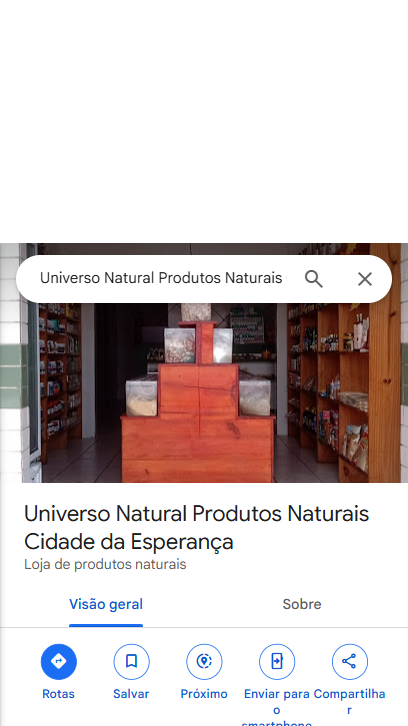 Universo Natural Produtos Naturais
Universo Natural Produtos Naturais
Cidade da Esperança
Loja de produtos naturais
Visão geral
Sobre
Rotas
Salvar
Próximo
Enviar para
o
smartphone
Compartilha
r